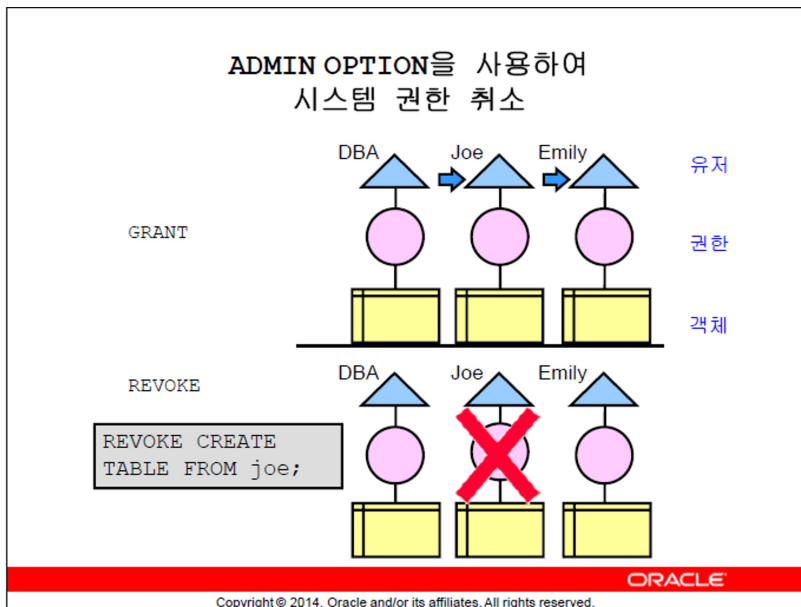 ADMIN OPTION을 사용하여
시스템 권한 취소
DBA
Joe
Emily
유저
GRANT
권한
객체
DBA
Joe
Emily
REVOKE
REVOKE CREATE
TABLE FROM joe;
ORACLE
Copyright © 2014, Oracle and/or its affiliates. All rights reserved.